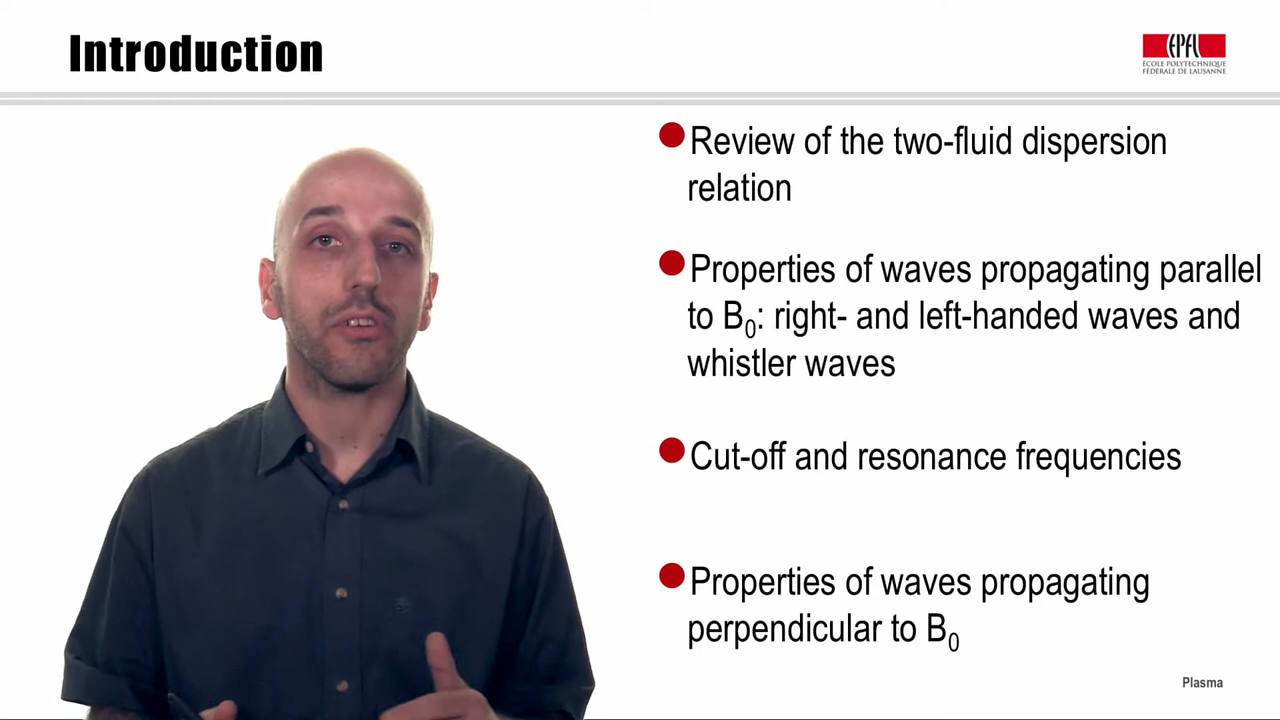 Introduction
EPFL
ÉCOLE POLYTECHNIQUE
FÉDÉRALE DE LAUSANNE
Review of the two-fluid dispersion
relation
Properties of waves propagating parallel
to B₀: right- and left-handed waves and
whistler waves
Cut-off and resonance frequencies
Properties of waves propagating
perpendicular to B₀
Plasma